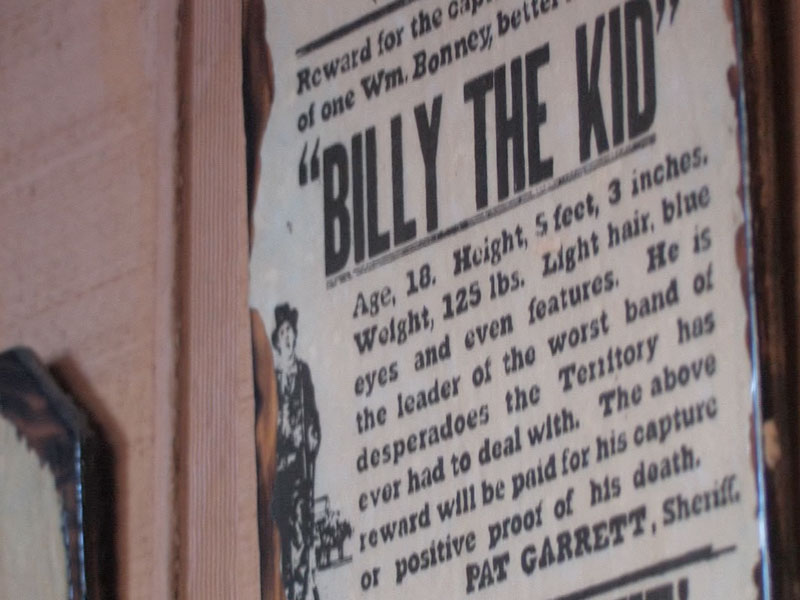 Reward for the
of one Wm. Bonney, better
"BILLY THE KID"
Age, 18. Height, 5 feet, 3 inches.
Weight, 125 lbs. Light hair, blue
eyes and even features. He is
the leader of the worst band of
desperadoes the Territory has
ever had to deal with. The above
reward will be paid for his capture
or positive proof of his death.
PAT GARRETT, Sheriff.